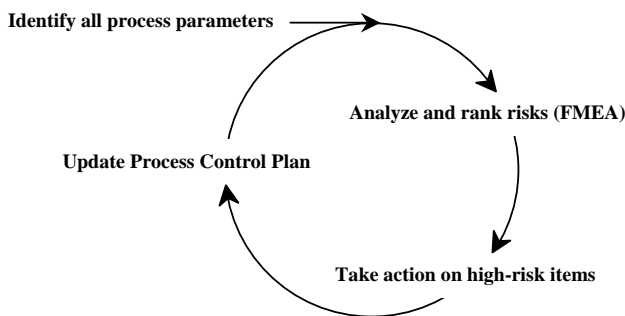 Identify all process parameters
Analyze and rank risks (FMEA)
Update Process Control Plan
Take action on high-risk items